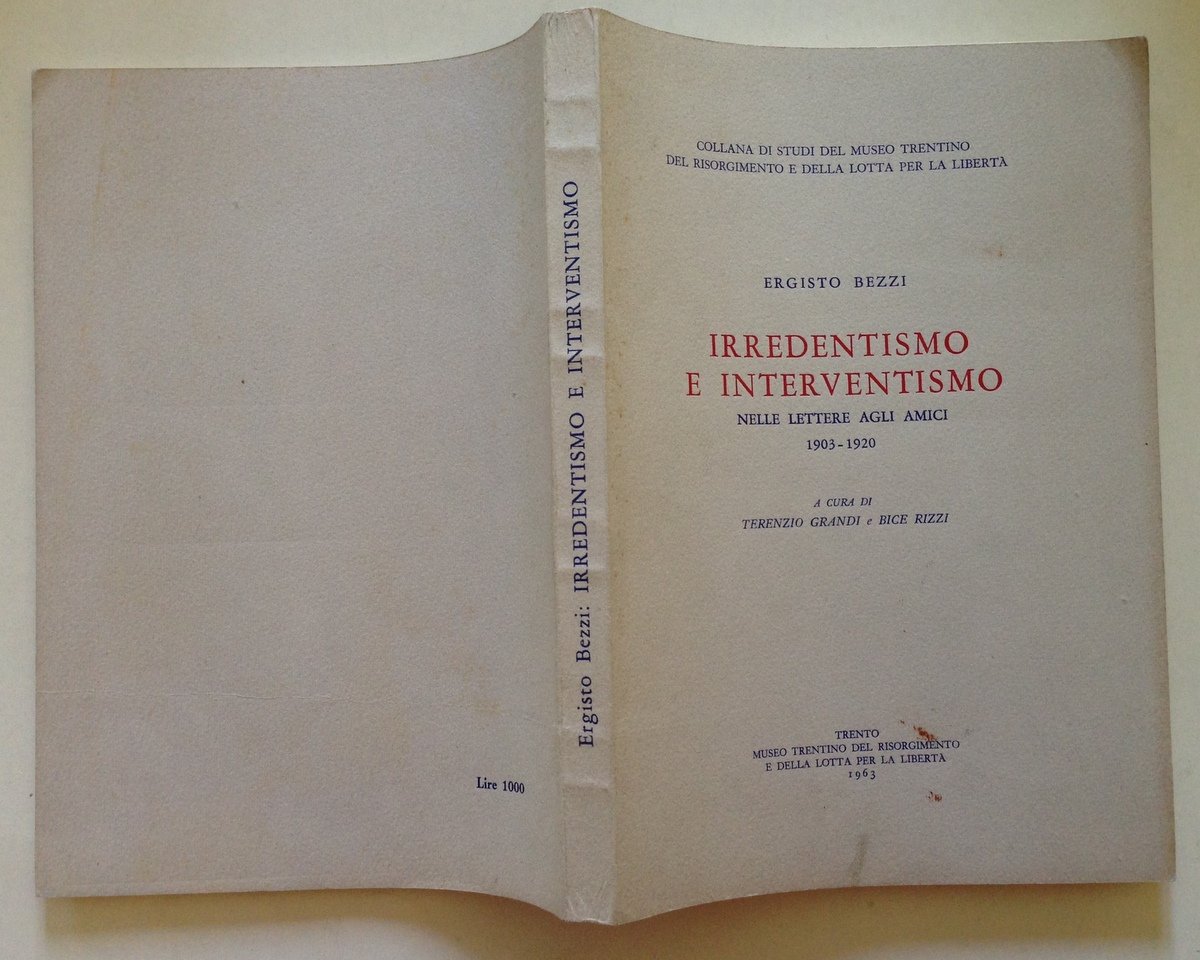 COLLANA DI STUDI DEL MUSEO TRENTINO
DEL RISORGIMENTO E DELLA LOTTA PER LA LIBERTÀ
ERGISTO BEZZI
IRREDENTISMO
E INTERVENTISMO
NELLE LETTERE AGLI AMICI
1903-1920
A CURA DI
TERENZIO GRANDI e BICE RIZZI
TRENTO
MUSEO TRENTINO DEL RISORGIMENTO
E DELLA LOTTA PER LA LIBERTÀ
1963
Ergisto Bezzi: IRREDENTISMO E INTERVENTISMO
Lire 1000